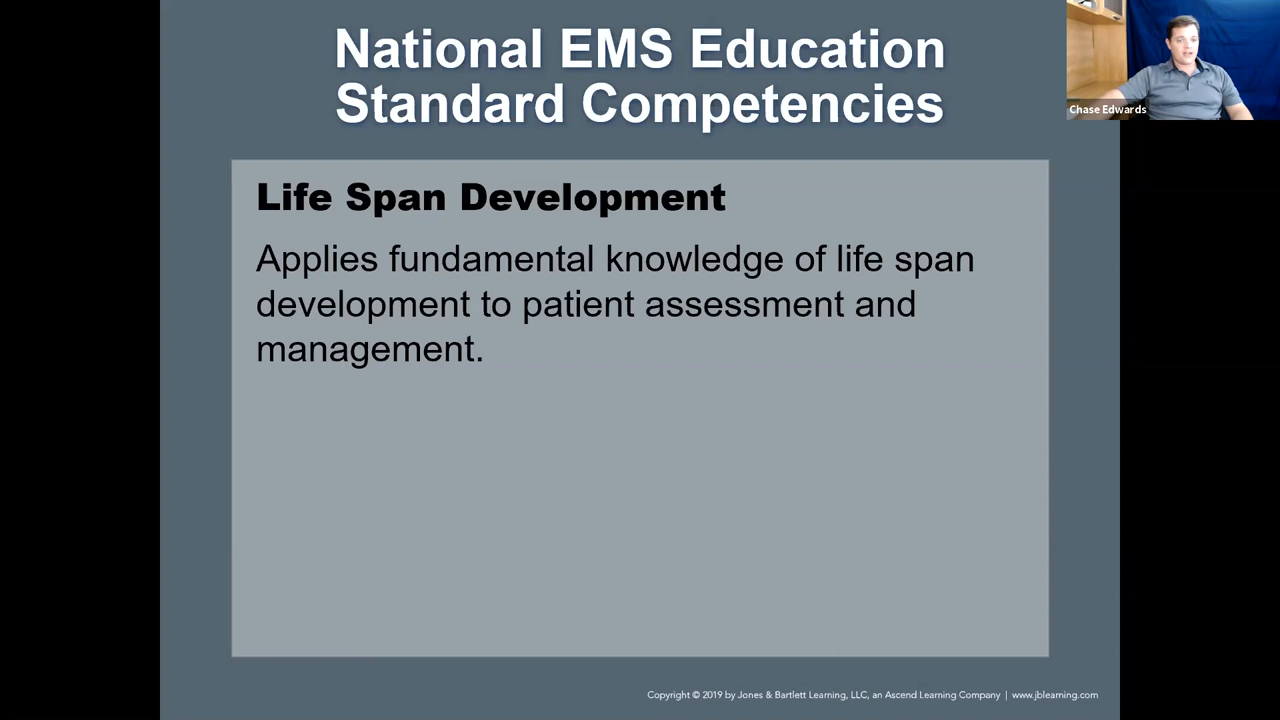 National EMS Education
Standard Competencies
Chase Edwards
Life Span Development
Applies fundamental knowledge of life span
development to patient assessment and
management.
Copyright © 2019 by Jones & Bartlett Learning, LLC, an Ascend Learning Company | www.jblearning.com